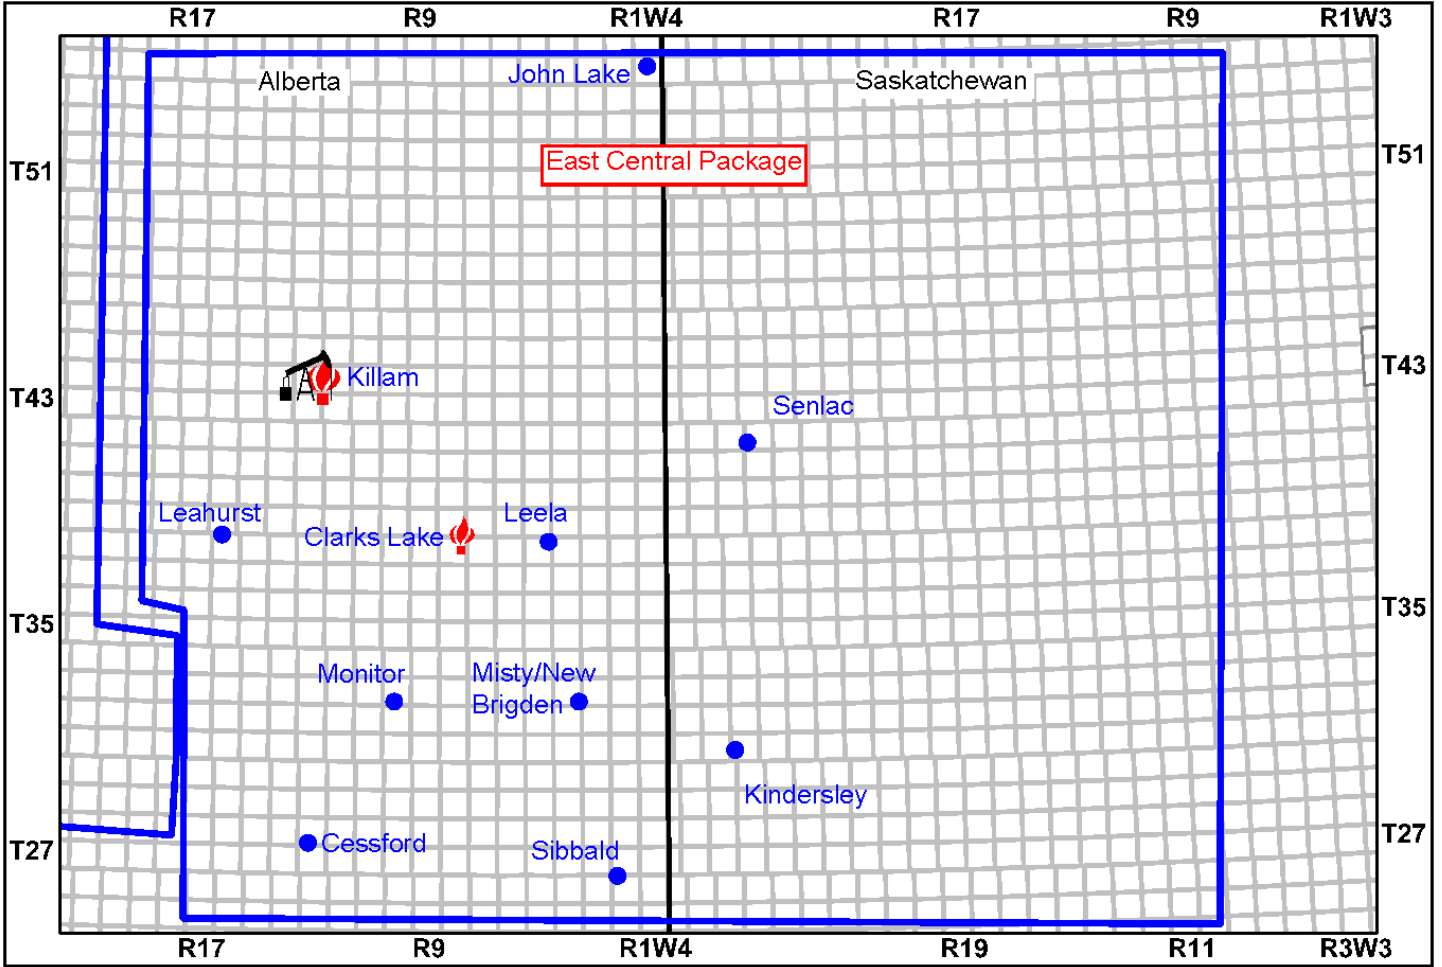 R17 R9 R1W4 R17 R9 R1W3
John Lake
Alberta Saskatchewan
East Central Package
T51 T51
T43 Killam T43
Senlac
Leahurst Leela
Clarks Lake
T35 T35
Monitor Misty/New
Brigden
Kindersley
T27 Cessford Sibbald T27
R17 R9 R1W4 R19 R11 R3W3